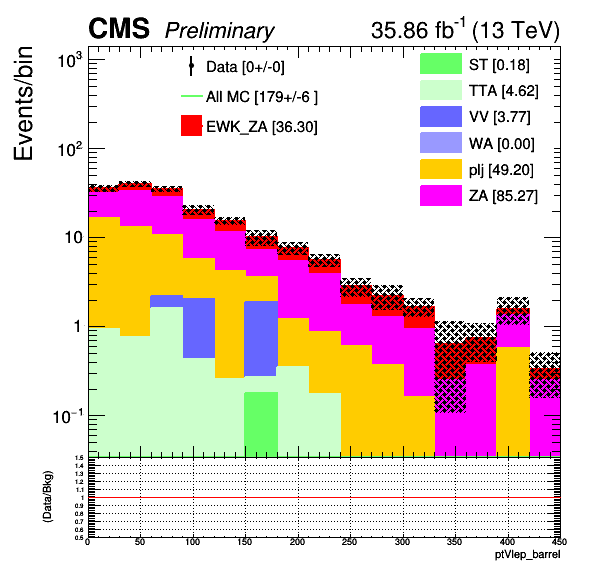 CMS Preliminary 35.86 fb⁻¹ (13 TeV)
Events/bin
10³
10²
10
1
10⁻¹
Data [0+/-0]
All MC [179+/-6 ]
EWK_ZA [36.30]
ST [0.18]
TTA [4.62]
VV [3.77]
WA [0.00]
plj [49.20]
ZA [85.27]
(Data/Bkg)
1.5
1.4
1.3
1.2
1.1
1
0.9
0.8
0.7
0.6
0.5
0 50 100 150 200 250 300 350 400 450
ptVlep_barrel